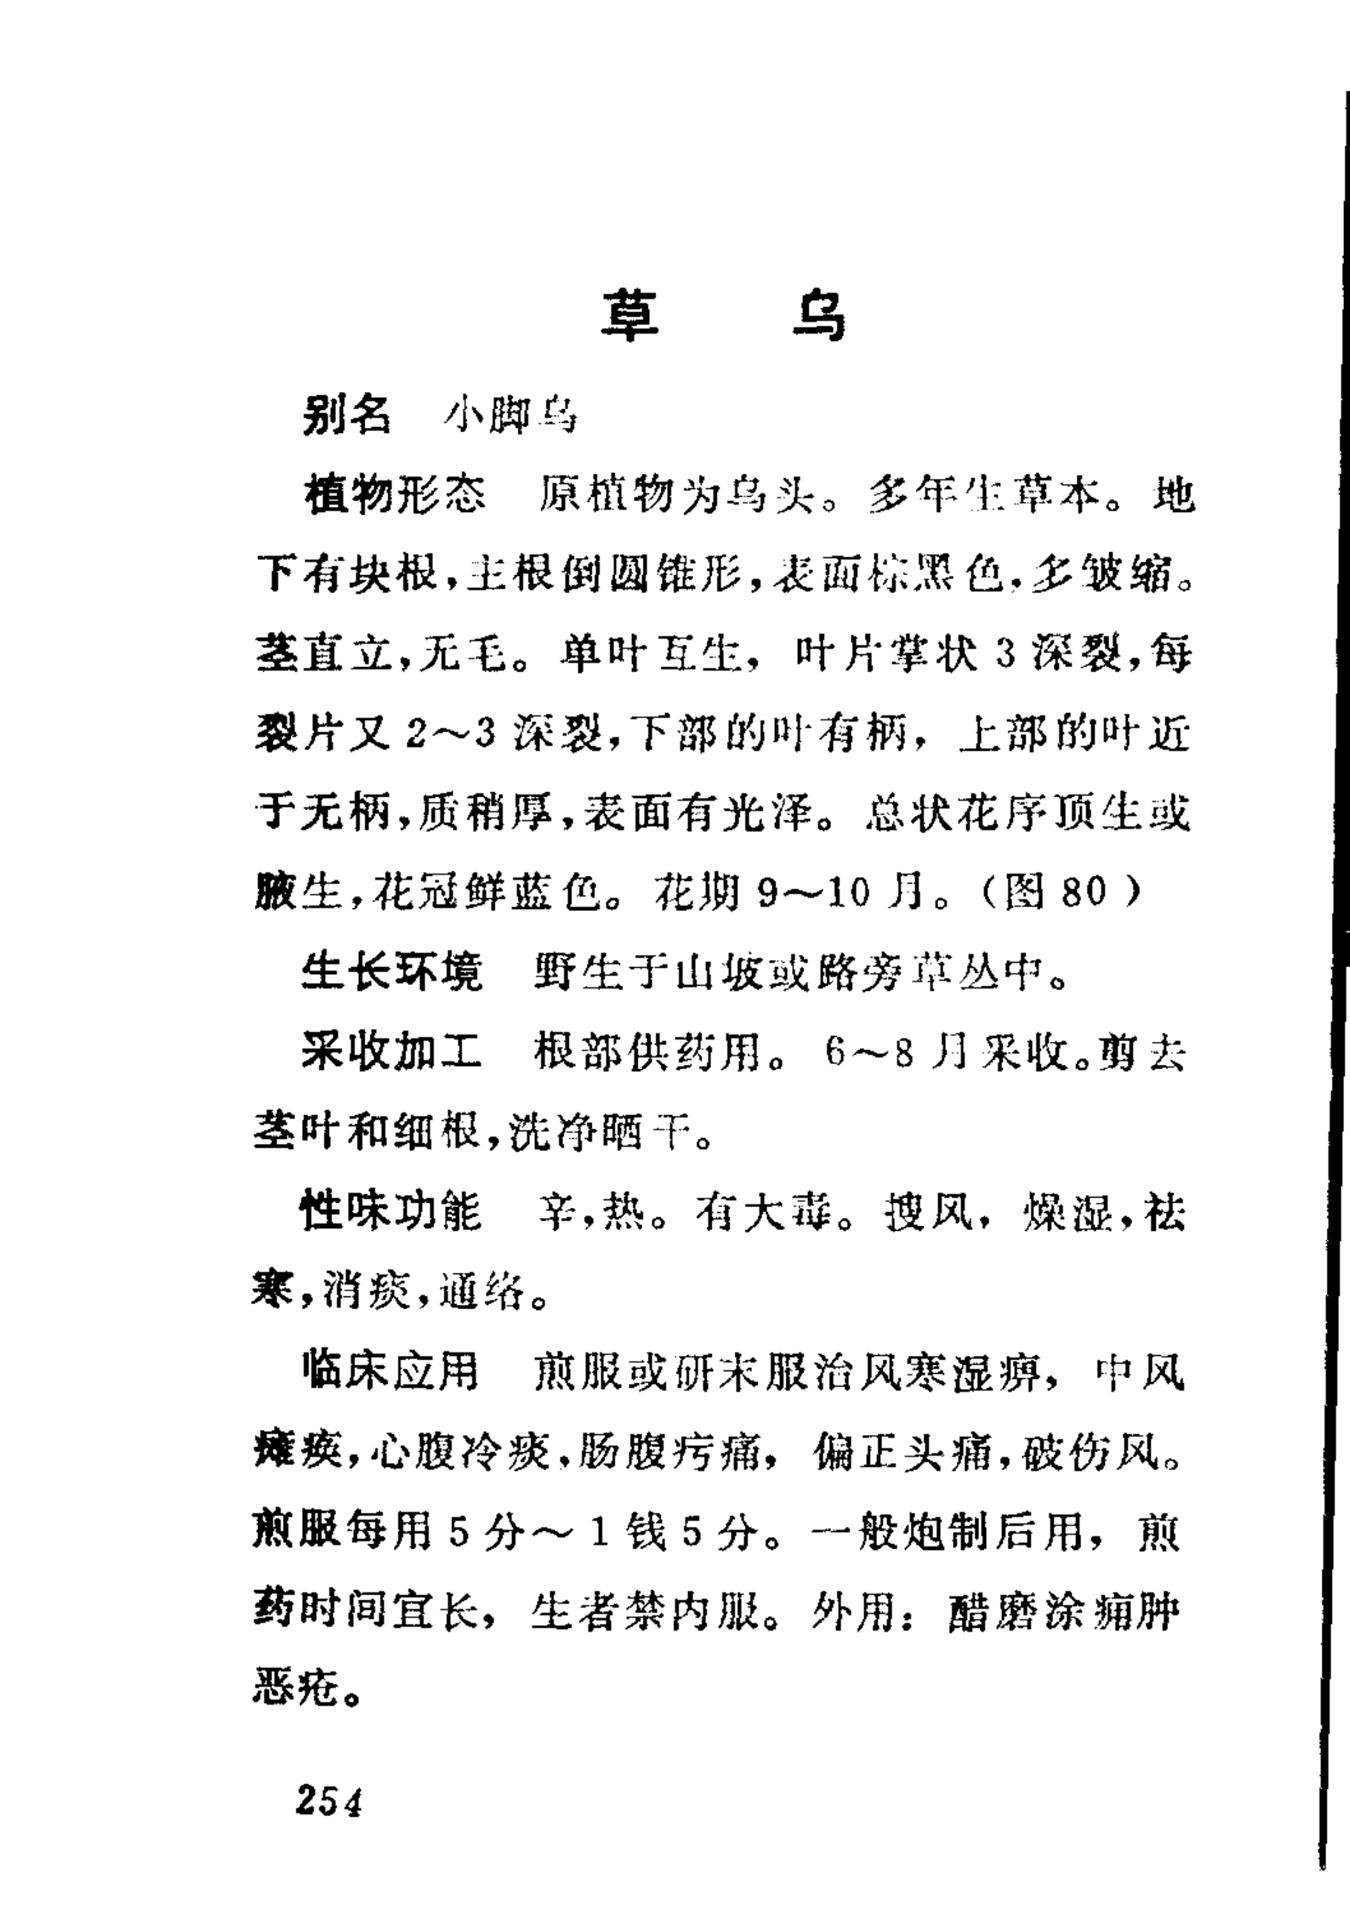 草 乌
别名 小脚乌
植物形态 原植物为乌头。多年生草本。地
下有块根，主根倒圆锥形，表面棕黑色，多皱缩。
茎直立，无毛。单叶互生，叶片掌状3深裂，每
裂片又2～3深裂，下部的叶有柄，上部的叶近
于无柄，质稍厚，表面有光泽。总状花序顶生或
腋生，花冠鲜蓝色。花期9～10月。（图80）
生长环境 野生于山坡或路旁草丛中。
采收加工 根部供药用。6～8月采收。剪去
茎叶和细根，洗净晒干。
性味功能 辛，热。有大毒。搜风，燥湿，祛
寒，消痰，通络。
临床应用 煎服或研末服治风寒湿痹，中风
瘫痪，心腹冷痰，肠腹疞痛，偏正头痛，破伤风。
煎服每用5分～1钱5分。一般炮制后用，煎
药时间宜长，生者禁内服。外用：醋磨涂痈肿
恶疮。
254